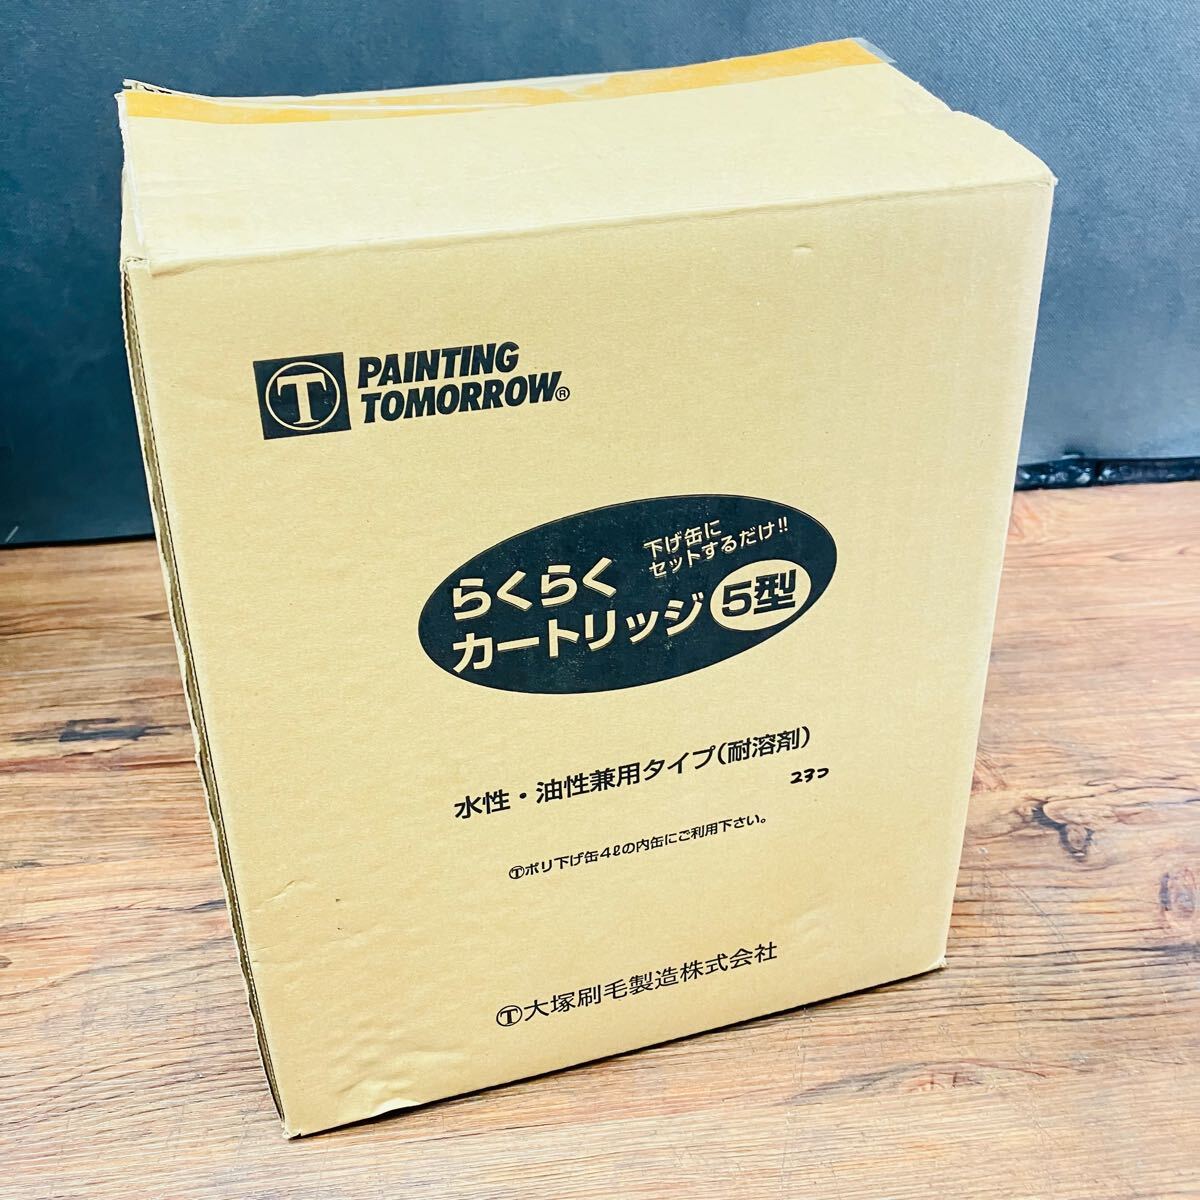 T PAINTING
TOMORROW®
下げ缶に
セットするだけ!!
らくらく
カートリッジ 5型
水性・油性兼用タイプ(耐溶剤)
23つ
Ⓣポリ下げ缶4ℓの内缶にご利用下さい。
Ⓣ大塚刷毛製造株式会社